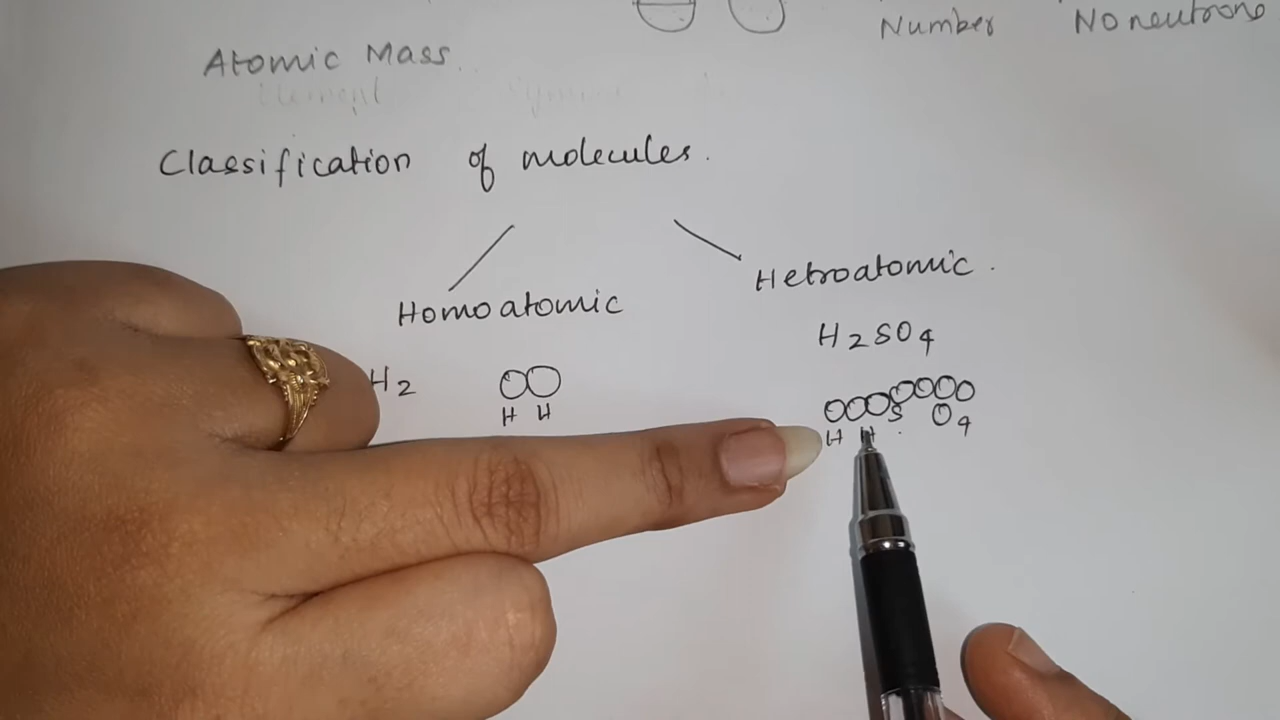 Number No neutrons
Atomic Mass.
Classification of molecules.
Homoatomic
Hetroatomic.
H2
H H
H2SO4
H H S O4